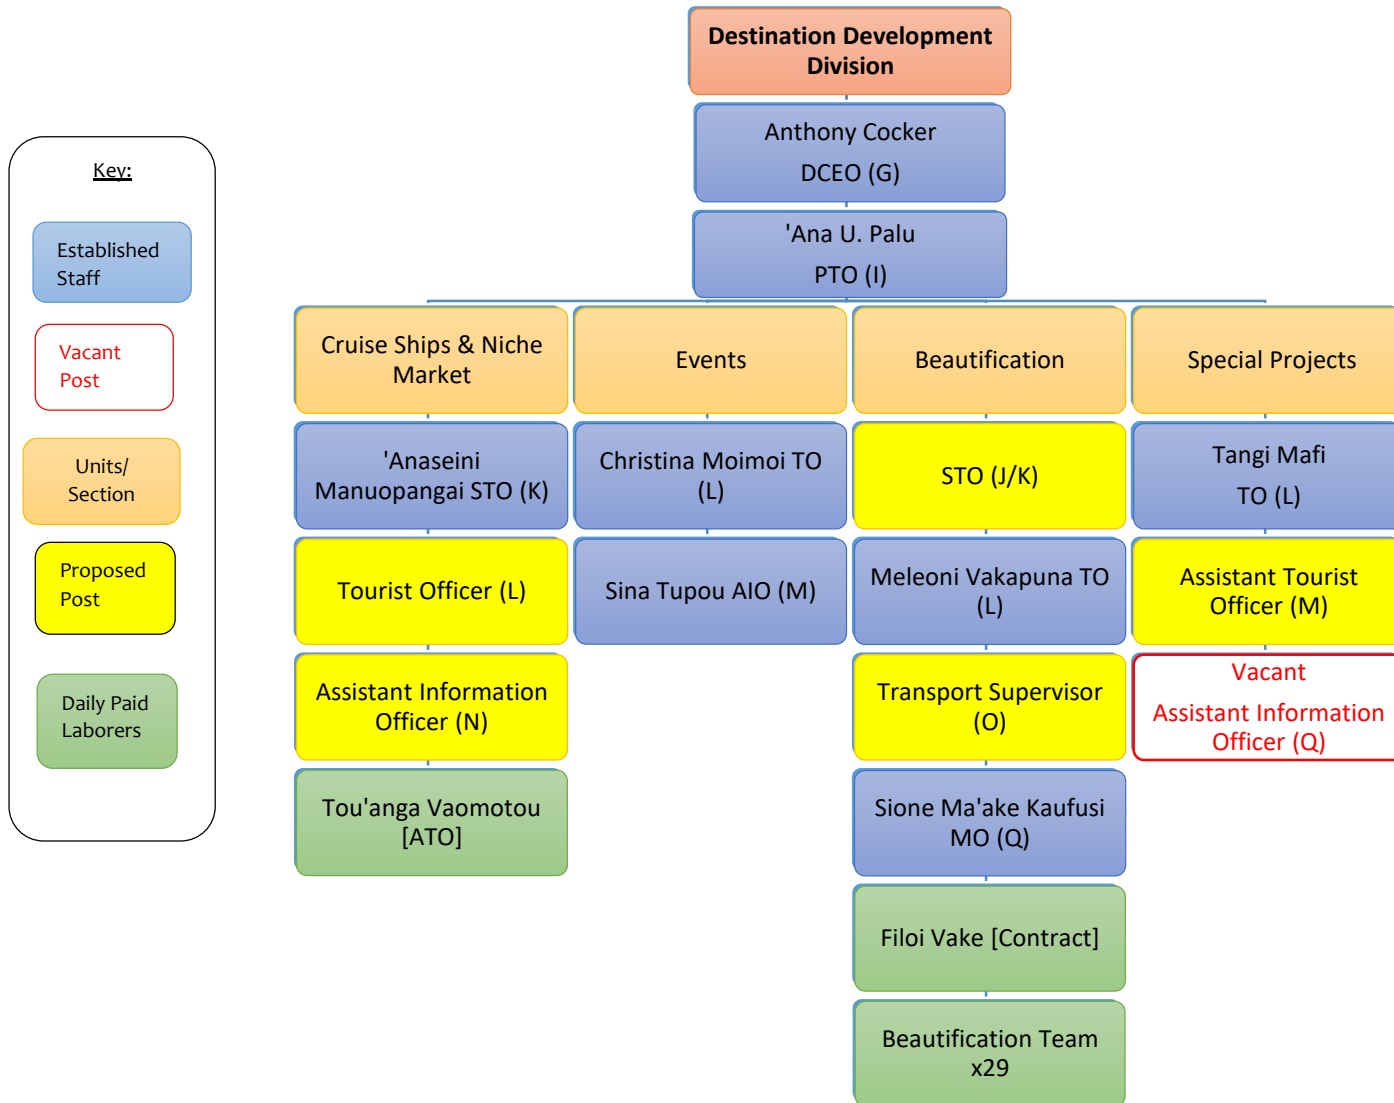 Destination Development
Division
Anthony Cocker
DCEO (G)
'Ana U. Palu
PTO (I)
Key:
Established
Staff
Vacant
Post
Units/
Section
Proposed
Post
Daily Paid
Laborers
Cruise Ships & Niche
Market
'Anaseini
Manuopangai STO (K)
Tourist Officer (L)
Assistant Information
Officer (N)
Tou'anga Vaomotou
[ATO]
Events
Christina Moimoi TO
(L)
Sina Tupou AIO (M)
Beautification
STO (J/K)
Meleoni Vakapuna TO
(L)
Transport Supervisor
(O)
Sione Ma'ake Kaufusi
MO (Q)
Filoi Vake [Contract]
Beautification Team
x29
Special Projects
Tangi Mafi
TO (L)
Assistant Tourist
Officer (M)
Vacant
Assistant Information
Officer (Q)